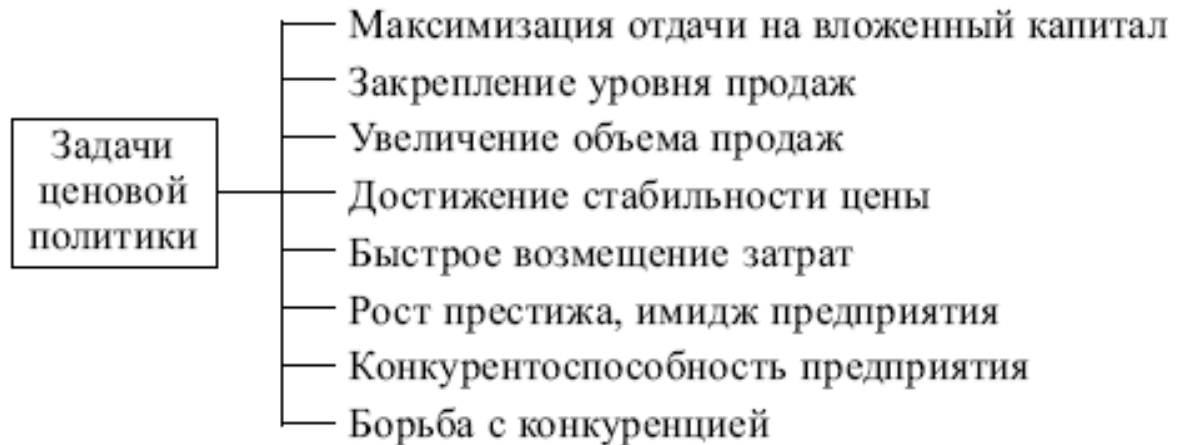 Задачи
ценовой
политики
Максимизация отдачи на вложенный капитал
Закрепление уровня продаж
Увеличение объема продаж
Достижение стабильности цены
Быстрое возмещение затрат
Рост престижа, имидж предприятия
Конкурентоспособность предприятия
Борьба с конкуренцией